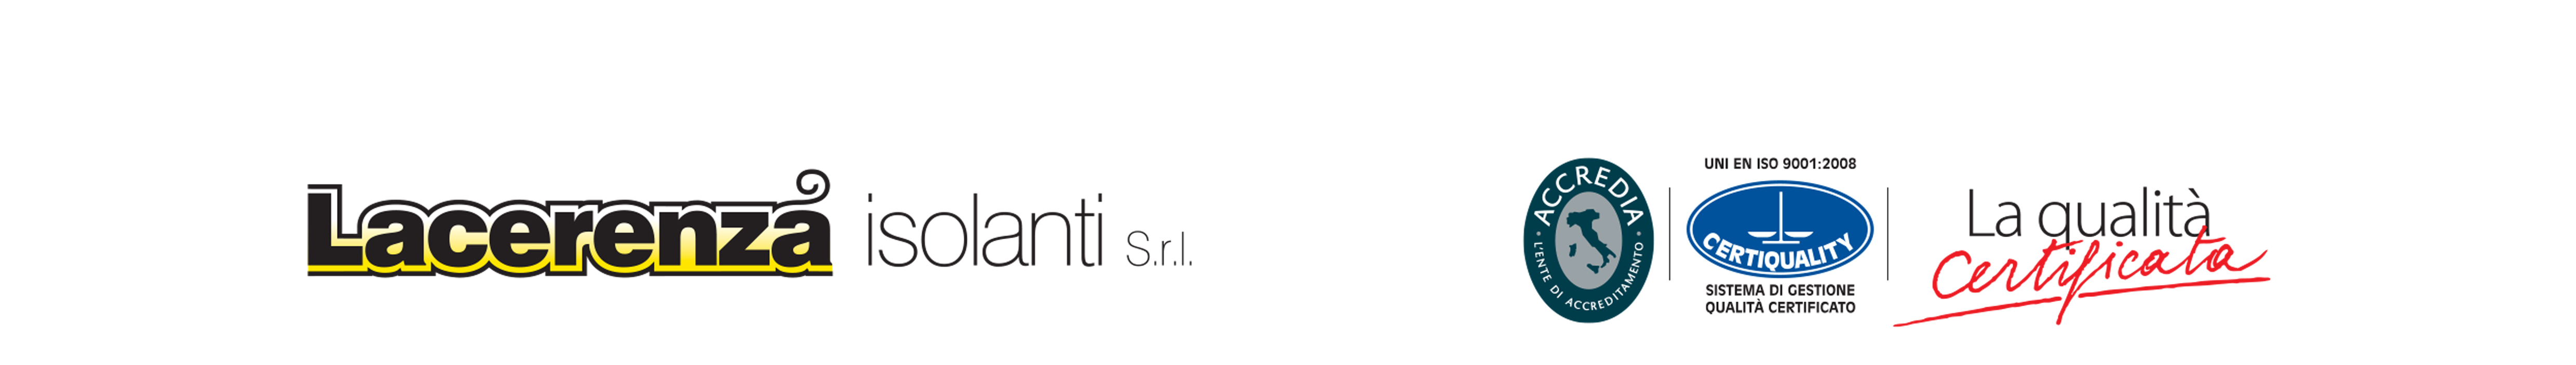 Lacerenza isolanti S.r.l.
ACCREDIA
L'ENTE DI ACCREDITAMENTO
UNI EN ISO 9001:2008
CERTIQUALITY
SISTEMA DI GESTIONE
QUALITÀ CERTIFICATO
La qualità
Certificata